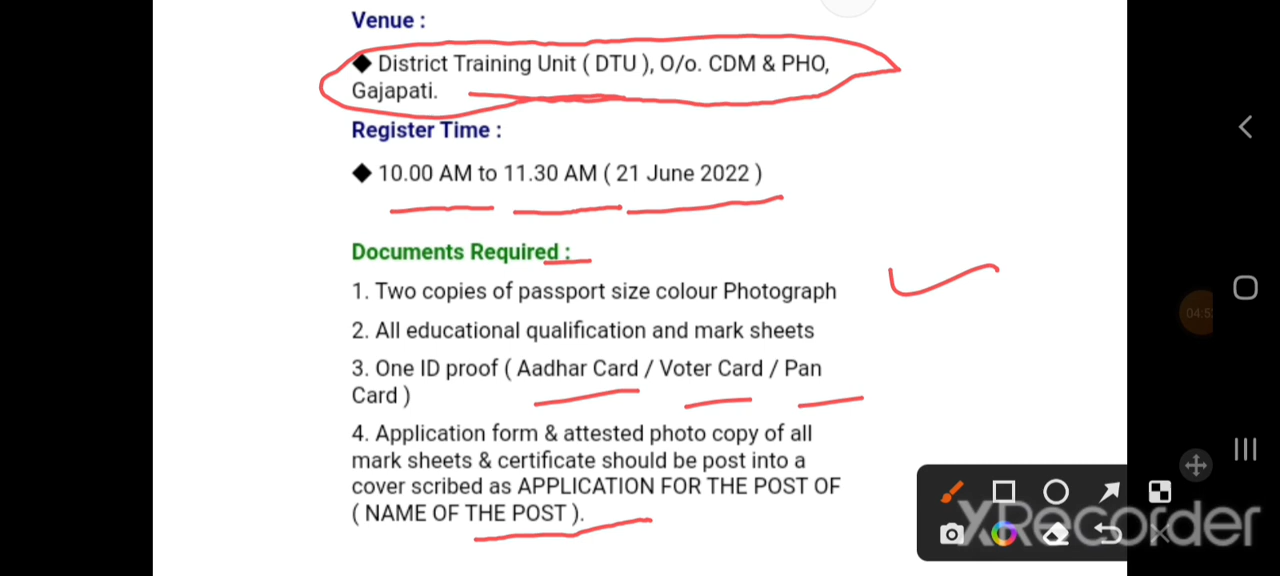 Venue :
◆ District Training Unit ( DTU ), O/o. CDM & PHO,
Gajapati.
Register Time :
◆ 10.00 AM to 11.30 AM ( 21 June 2022 )
Documents Required :
1. Two copies of passport size colour Photograph
2. All educational qualification and mark sheets
3. One ID proof ( Aadhar Card / Voter Card / Pan
Card )
4. Application form & attested photo copy of all
mark sheets & certificate should be post into a
cover scribed as APPLICATION FOR THE POST OF
( NAME OF THE POST ).
04:5
XRecorder